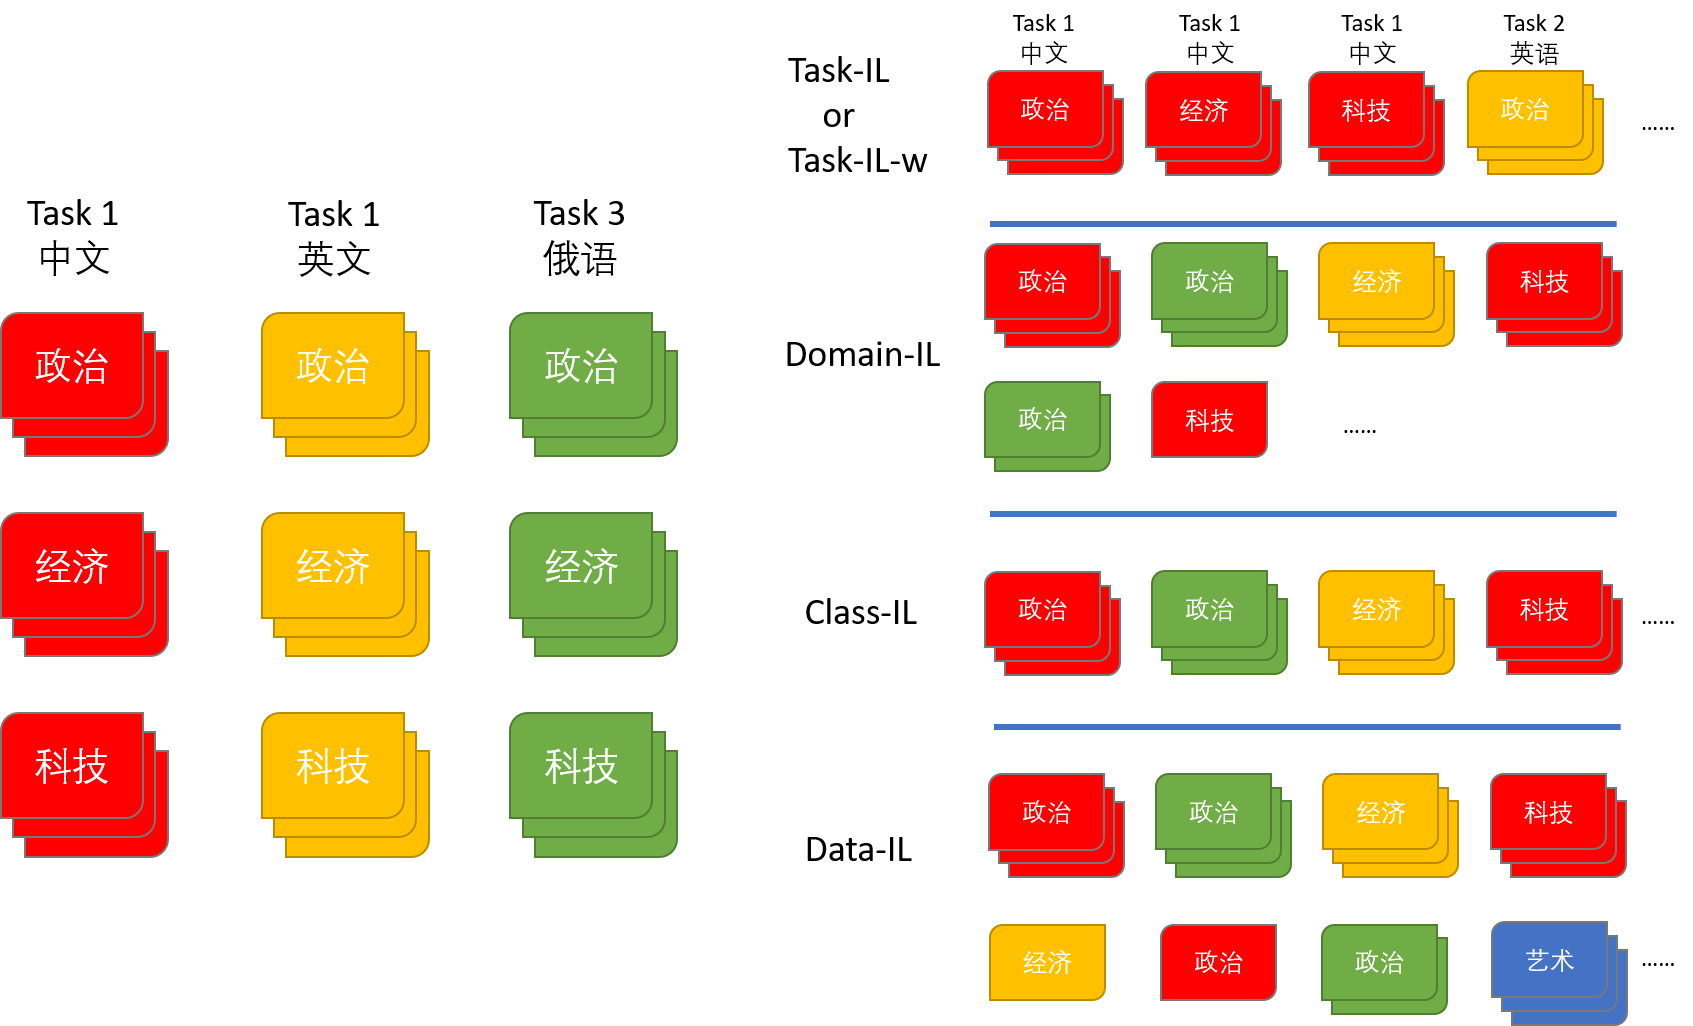 Task 1
中文
Task 1
英文
Task 3
俄语
政治
政治
政治
经济
经济
经济
科技
科技
科技
Task-IL
or
Task-IL-w
Task 1
中文
Task 1
中文
Task 1
中文
Task 2
英语
政治
经济
科技
政治
......
Domain-IL
政治
政治
经济
科技
政治
科技
......
Class-IL
政治
政治
经济
科技
......
Data-IL
政治
政治
经济
科技
经济
政治
政治
艺术
......